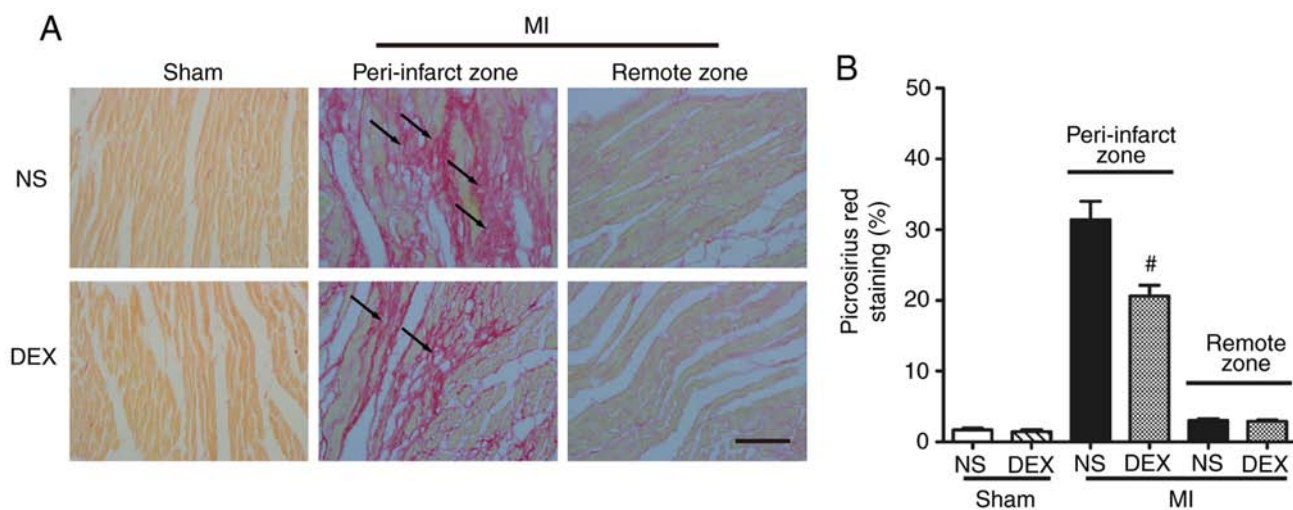 A
MI
Sham
Peri-infarct zone
Remote zone
NS
DEX
B
Picrosirius red
staining (%)
50
40
30
20
10
0
Peri-infarct
zone
#
Remote
zone
NS
DEX
NS
DEX
NS
DEX
Sham
MI